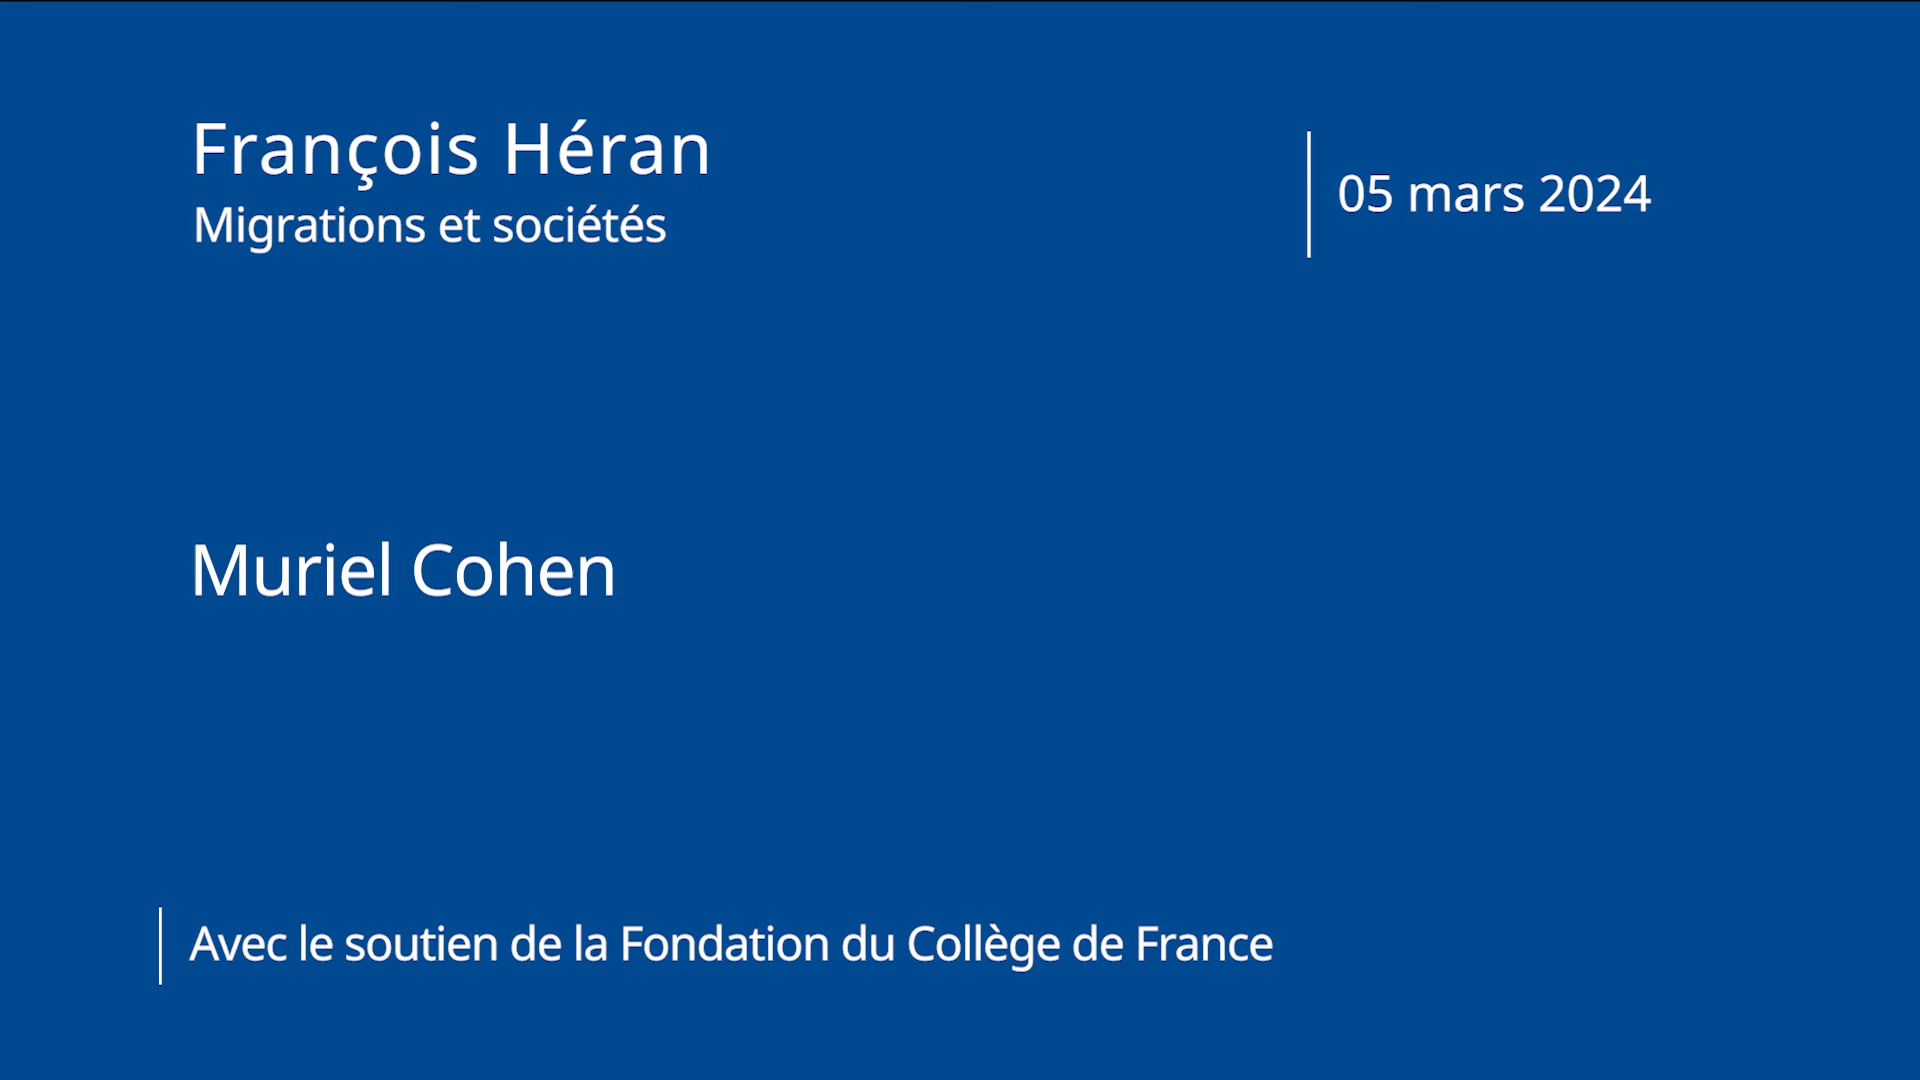 François Héran
Migrations et sociétés
05 mars 2024
Muriel Cohen
Avec le soutien de la Fondation du Collège de France